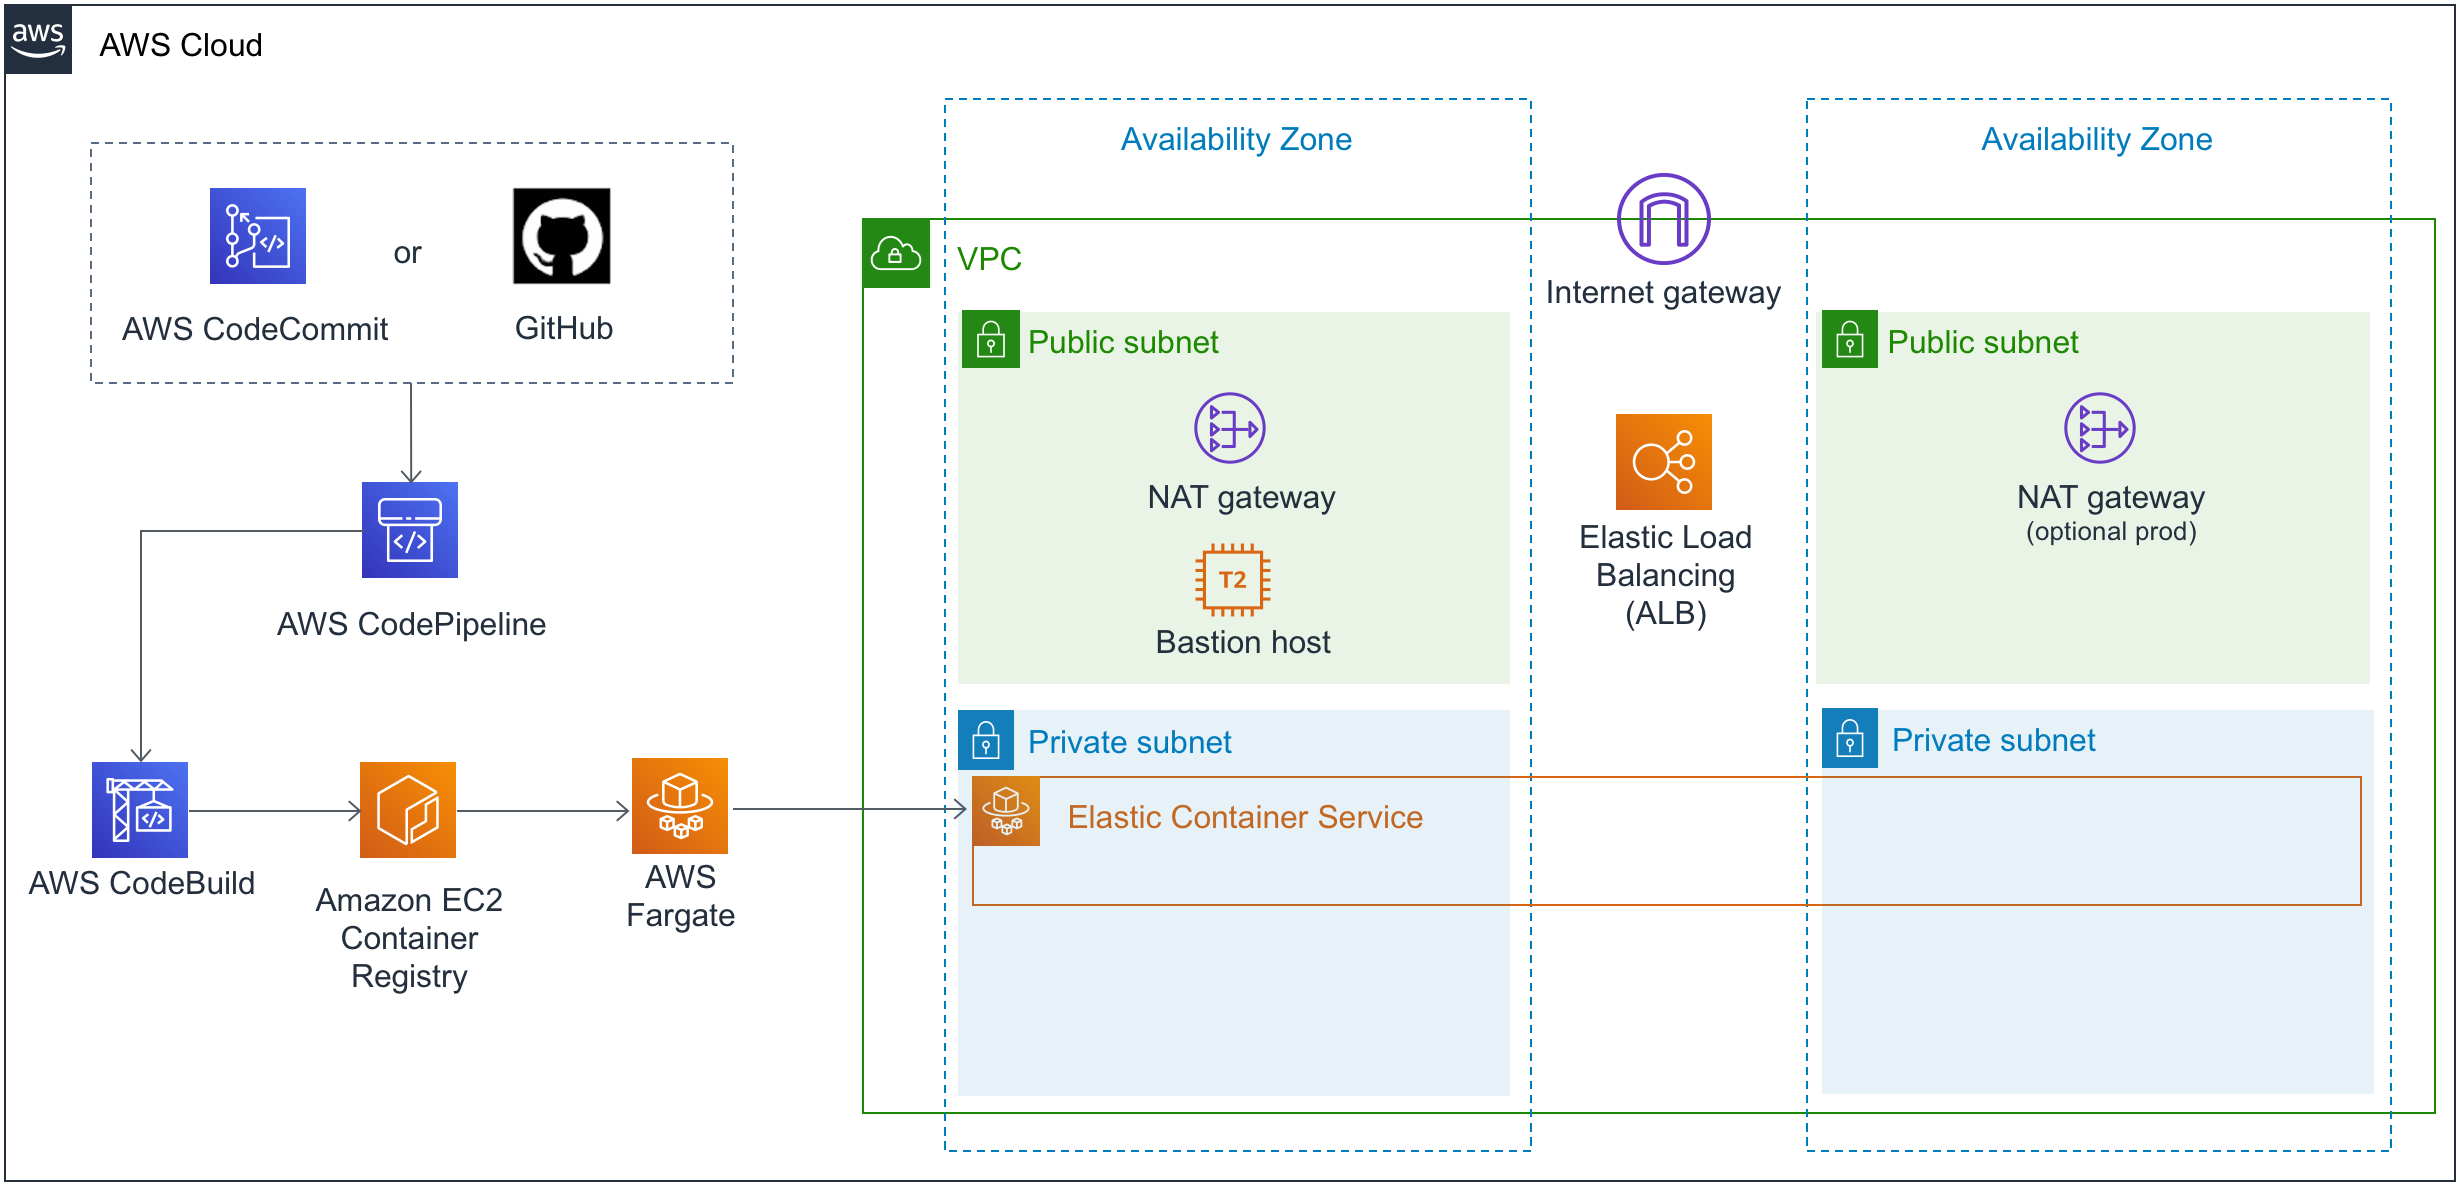 aws
AWS Cloud
AWS CodeCommit
or
GitHub
AWS CodePipeline
AWS CodeBuild
Amazon EC2
Container
Registry
AWS
Fargate
Availability Zone
VPC
Public subnet
NAT gateway
T2
Bastion host
Private subnet
Elastic Container Service
Internet gateway
Elastic Load
Balancing
(ALB)
Availability Zone
Public subnet
NAT gateway
(optional prod)
Private subnet